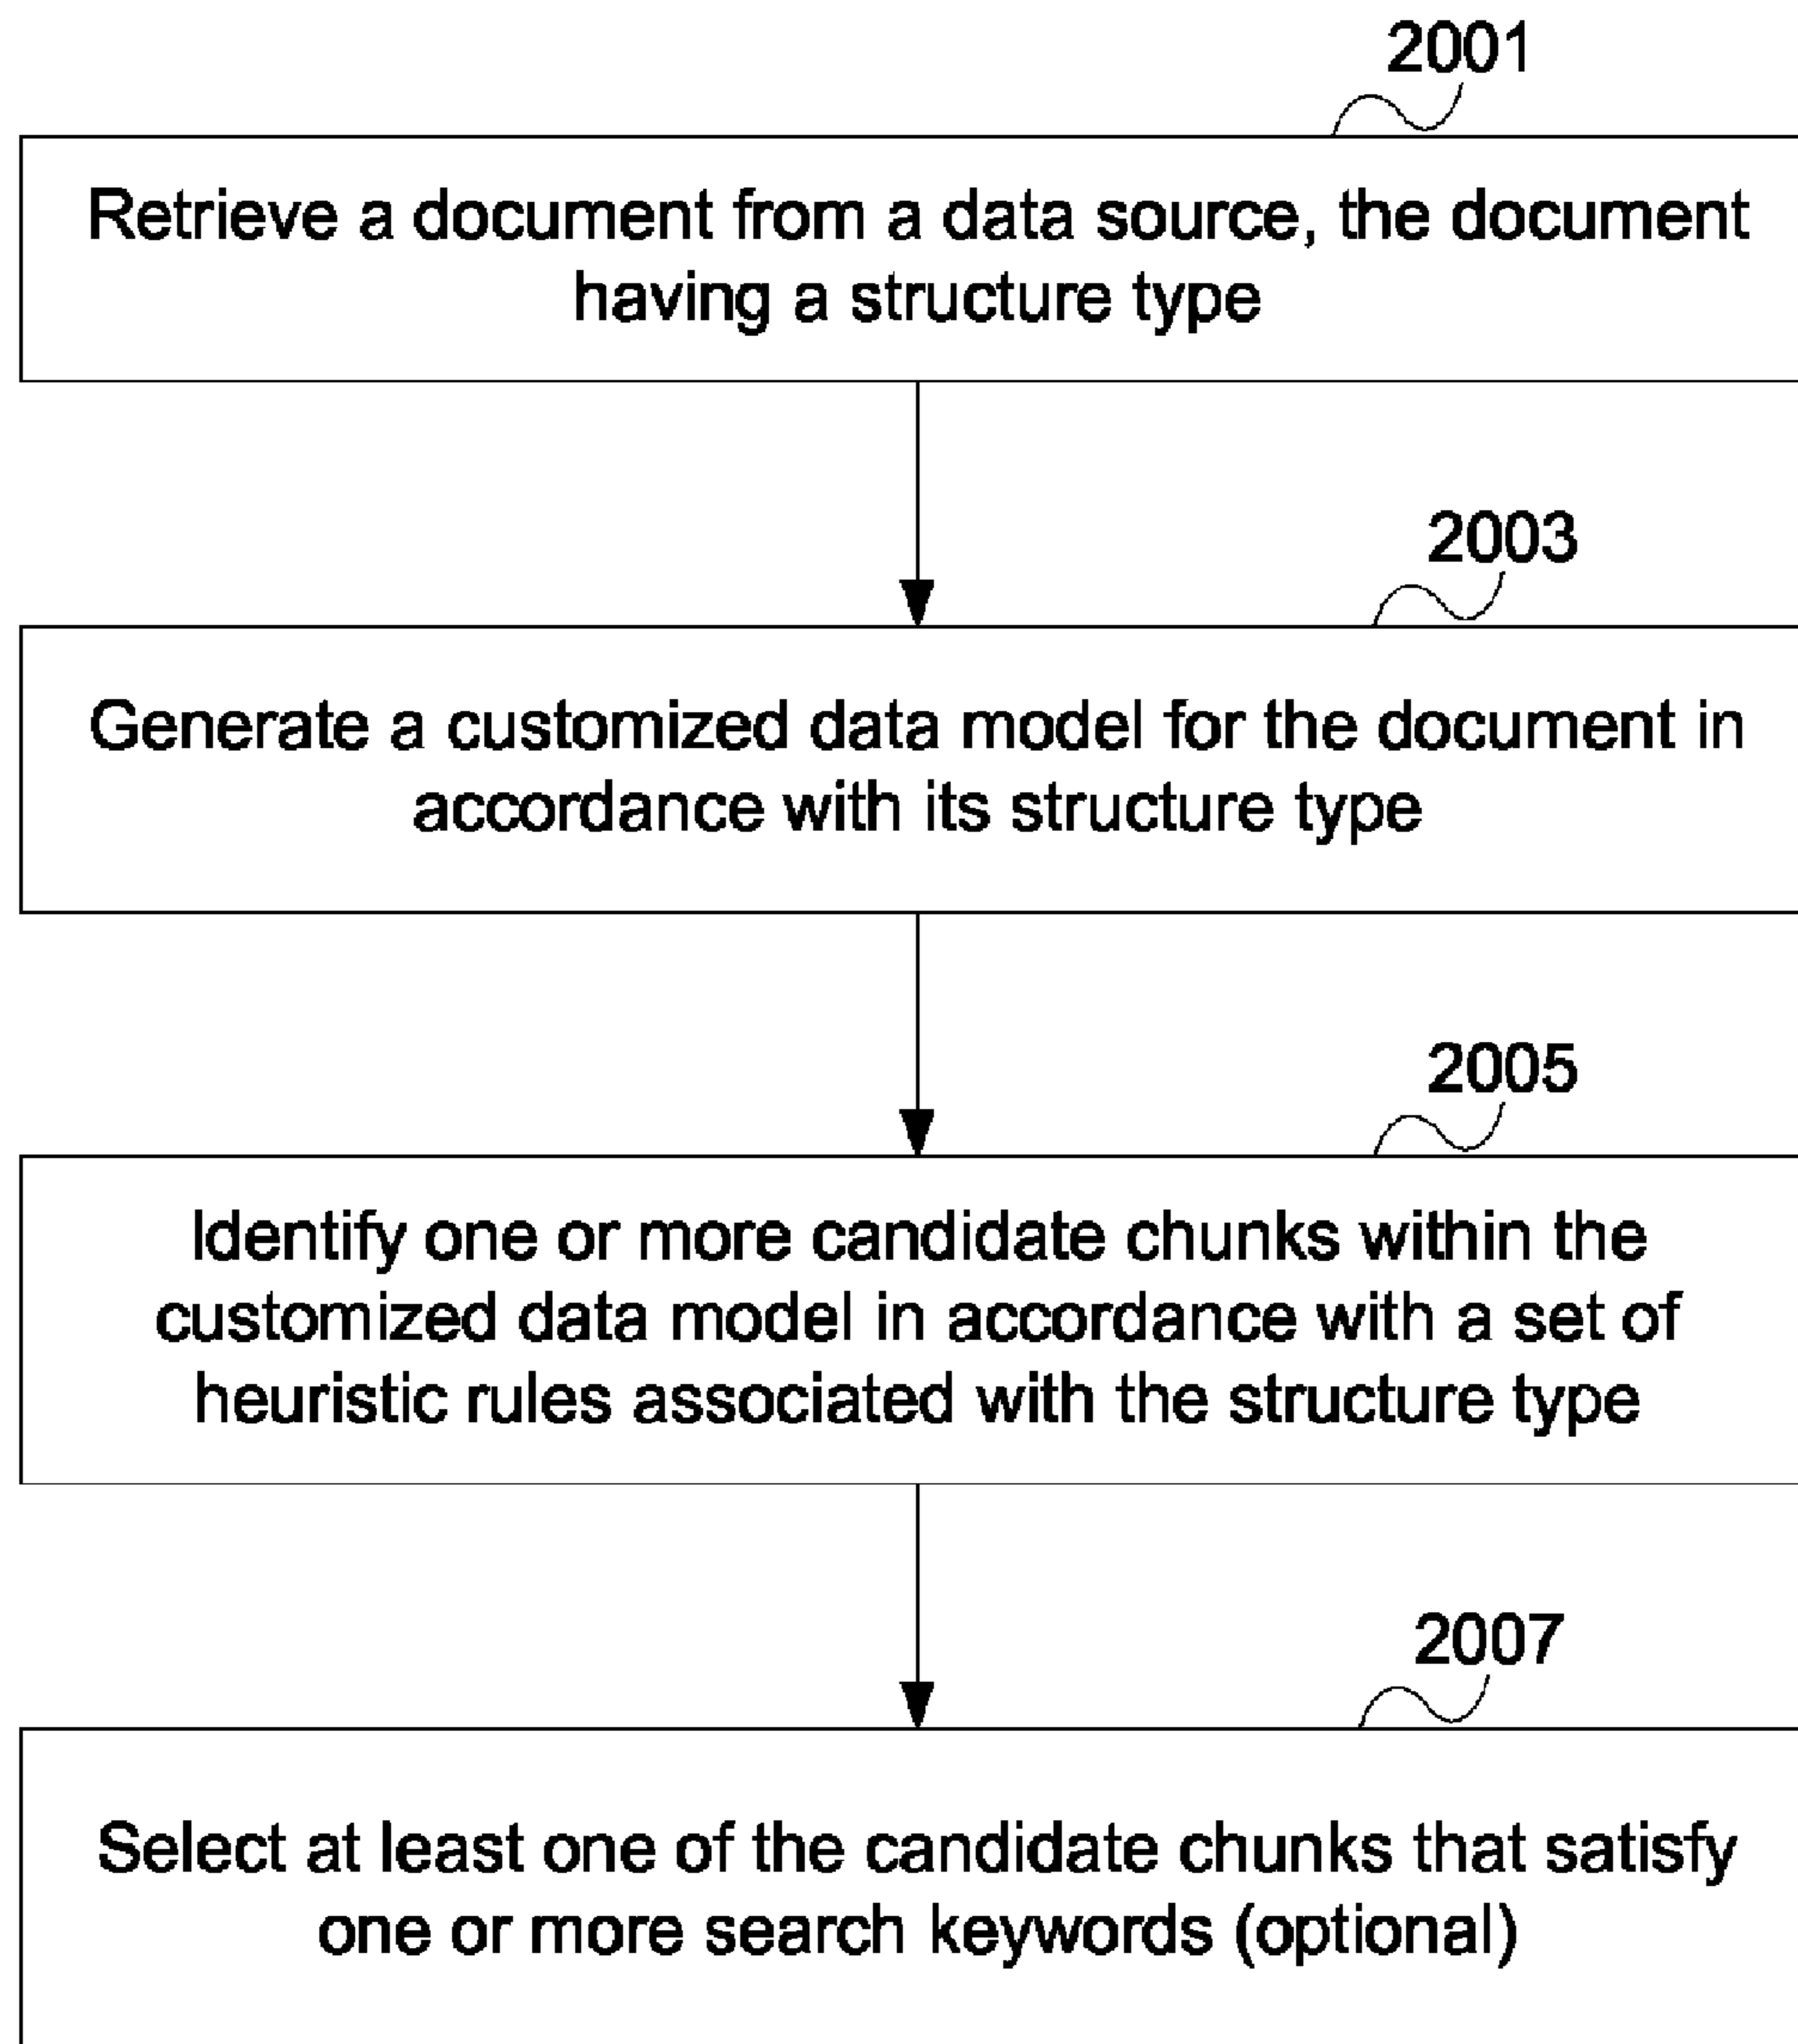 2001
Retrieve a document from a data source, the document
having a structure type
2003
Generate a customized data model for the document in
accordance with its structure type
2005
Identify one or more candidate chunks within the
customized data model in accordance with a set of
heuristic rules associated with the structure type
2007
Select at least one of the candidate chunks that satisfy
one or more search keywords (optional)